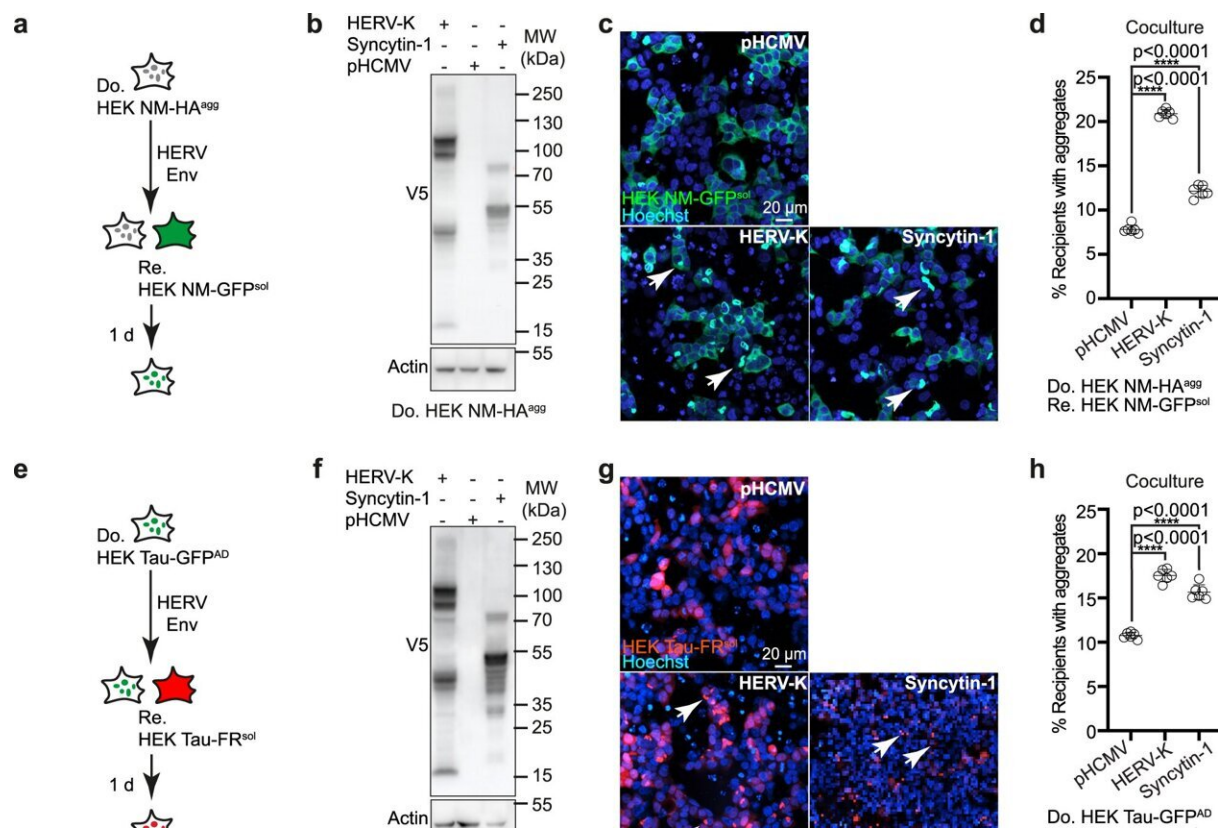 a
Do.
HEK NM-HAagg
HERV
Env
Re.
HEK NM-GFPsol
1 d
b
HERV-K + - -
Syncytin-1 - - +
pHCMV - + -
MW
(kDa)
250
130
100
70
55
35
25
15
55
V5
Actin
Do. HEK NM-HAagg
c
pHCMV
HEK NM-GFPsol
Hoechst
20 µm
HERV-K
Syncytin-1
d
Coculture
p<0.0001
****
p<0.0001
****
% Recipients with aggregates
25
20
15
10
5
0
pHCMV
HERV-K
Syncytin-1
Do. HEK NM-HAagg
Re. HEK NM-GFPsol
e
Do.
HEK Tau-GFPAD
HERV
Env
Re.
HEK Tau-FRsol
1 d
f
HERV-K + - -
Syncytin-1 - - +
pHCMV - + -
MW
(kDa)
250
130
100
70
55
35
25
15
55
V5
Actin
g
pHCMV
HEK Tau-FRsol
Hoechst
20 µm
HERV-K
Syncytin-1
h
Coculture
p<0.0001
****
p<0.0001
****
% Recipients with aggregates
25
20
15
10
5
0
pHCMV
HERV-K
Syncytin-1
Do. HEK Tau-GFPAD